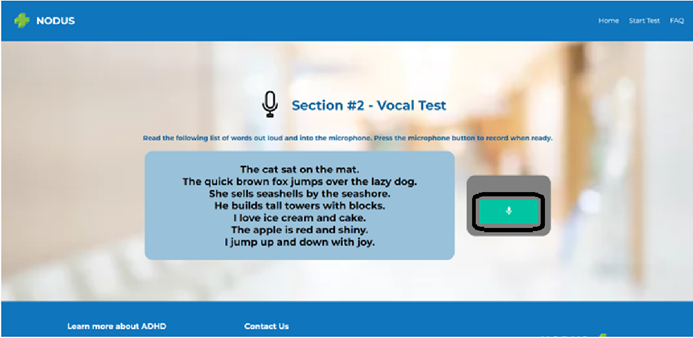 NODUS
Home Start Test FAQ
Section #2 - Vocal Test
Read the following list of words out loud and into the microphone. Press the microphone button to record when ready.
The cat sat on the mat.
The quick brown fox jumps over the lazy dog.
She sells seashells by the seashore.
He builds tall towers with blocks.
I love ice cream and cake.
The apple is red and shiny.
I jump up and down with joy.
Learn more about ADHD Contact Us